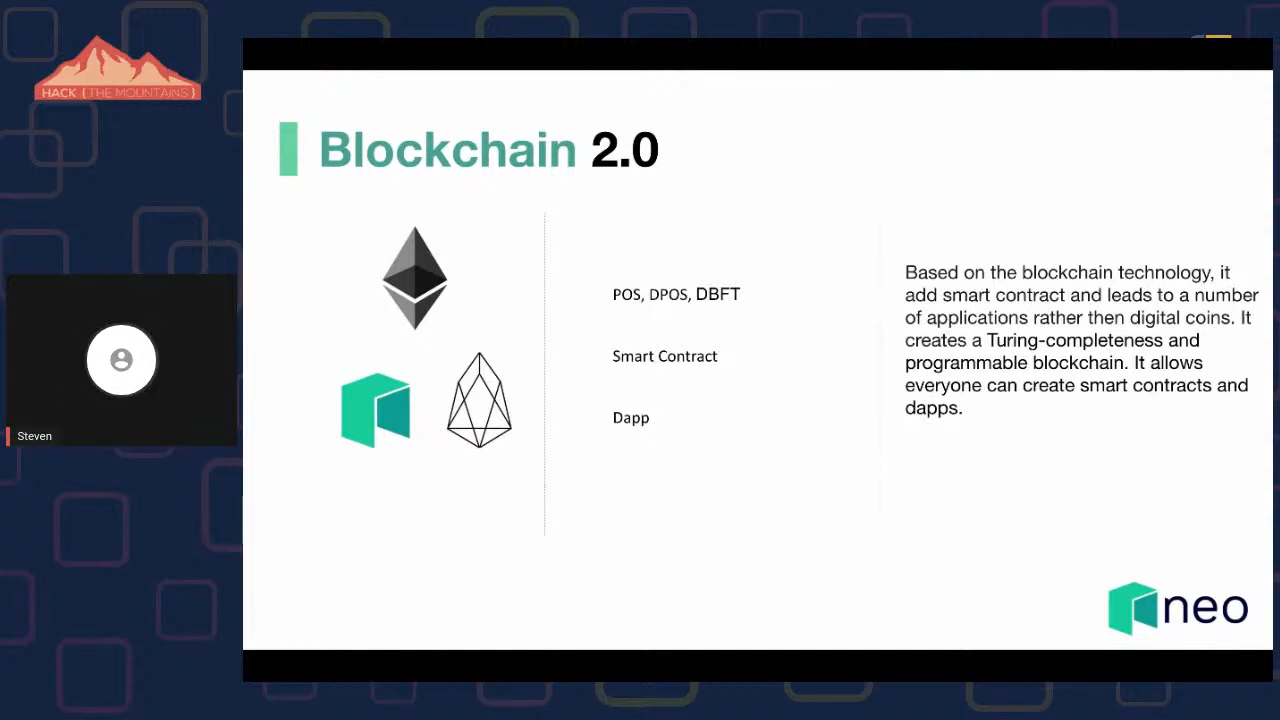 HACK {THE MOUNTAINS}
Blockchain 2.0
POS, DPOS, DBFT
Smart Contract
Dapp
Based on the blockchain technology, it
add smart contract and leads to a number
of applications rather then digital coins. It
creates a Turing-completeness and
programmable blockchain. It allows
everyone can create smart contracts and
dapps.
Steven
neo